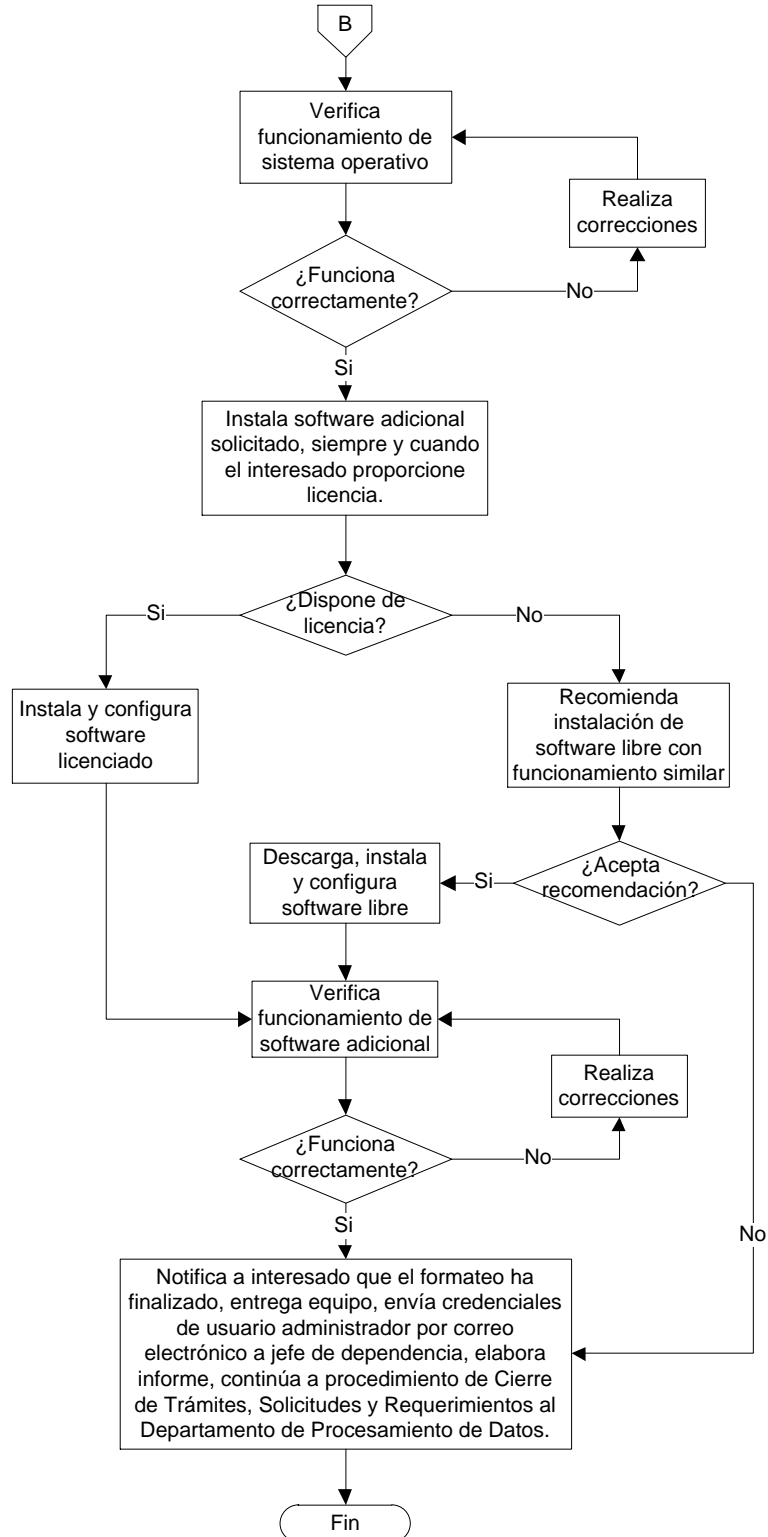 B
Verifica
funcionamiento de
sistema operativo
Realiza
correcciones
¿Funciona
correctamente?
No
Si
Instala software adicional
solicitado, siempre y cuando
el interesado proporcione
licencia.
¿Dispone de
licencia?
Si
No
Instala y configura
software
licenciado
Recomienda
instalación de
software libre con
funcionamiento similar
¿Acepta
recomendación?
Si
Descarga, instala
y configura
software libre
Verifica
funcionamiento de
software adicional
Realiza
correcciones
¿Funciona
correctamente?
No
Si
No
Notifica a interesado que el formateo ha
finalizado, entrega equipo, envía credenciales
de usuario administrador por correo
electrónico a jefe de dependencia, elabora
informe, continúa a procedimiento de Cierre
de Trámites, Solicitudes y Requerimientos al
Departamento de Procesamiento de Datos.
Fin